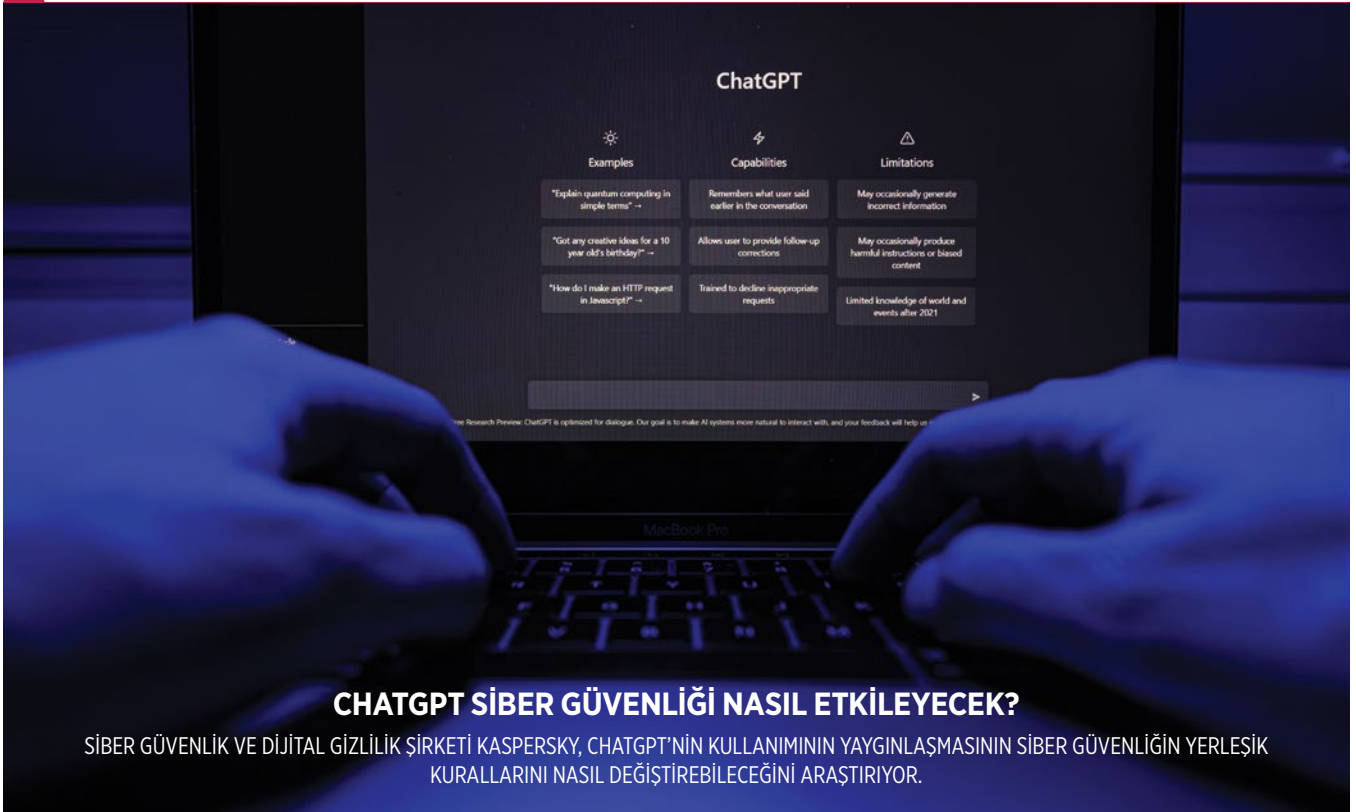 ChatGPT
Examples
Capabilities
Limitations
"Explain quantum computing in
simple terms" →
Remembers what user said
earlier in the conversation
May occasionally generate
incorrect information
"Got any creative ideas for a 10
year old's birthday?" →
Allows user to provide follow-up
corrections
May occasionally produce
harmful instructions or biased
content
"How do I make an HTTP request
in Javascript?" →
Trained to decline inappropriate
requests
Limited knowledge of world and
events after 2021
Research Preview: ChatGPT is optimized for dialogue. Our goal is to make AI systems more natural to interact with, and your feedback will help us
MacBook Pro
CHATGPT SİBER GÜVENLİĞİ NASIL ETKİLEYECEK?
SİBER GÜVENLİK VE DİJİTAL GİZLİLİK ŞİRKETİ KASPERSKY, CHATGPT'NİN KULLANIMININ YAYGINLAŞMASININ SİBER GÜVENLİĞİN YERLEŞİK
KURALLARINI NASIL DEĞİŞTİREBİLECEĞİNİ ARAŞTIRIYOR.